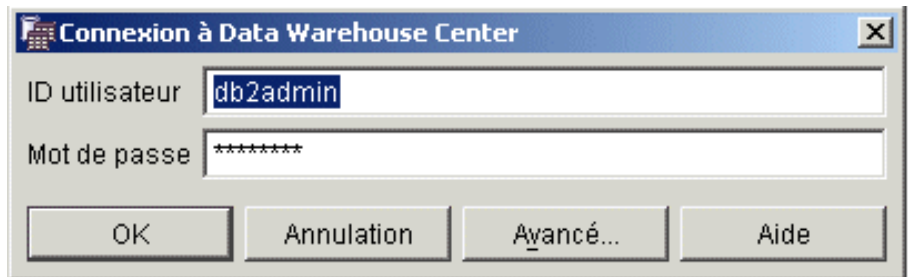 Connexion à Data Warehouse Center
ID utilisateur db2admin
Mot de passe ********
OK Annulation Avancé... Aide